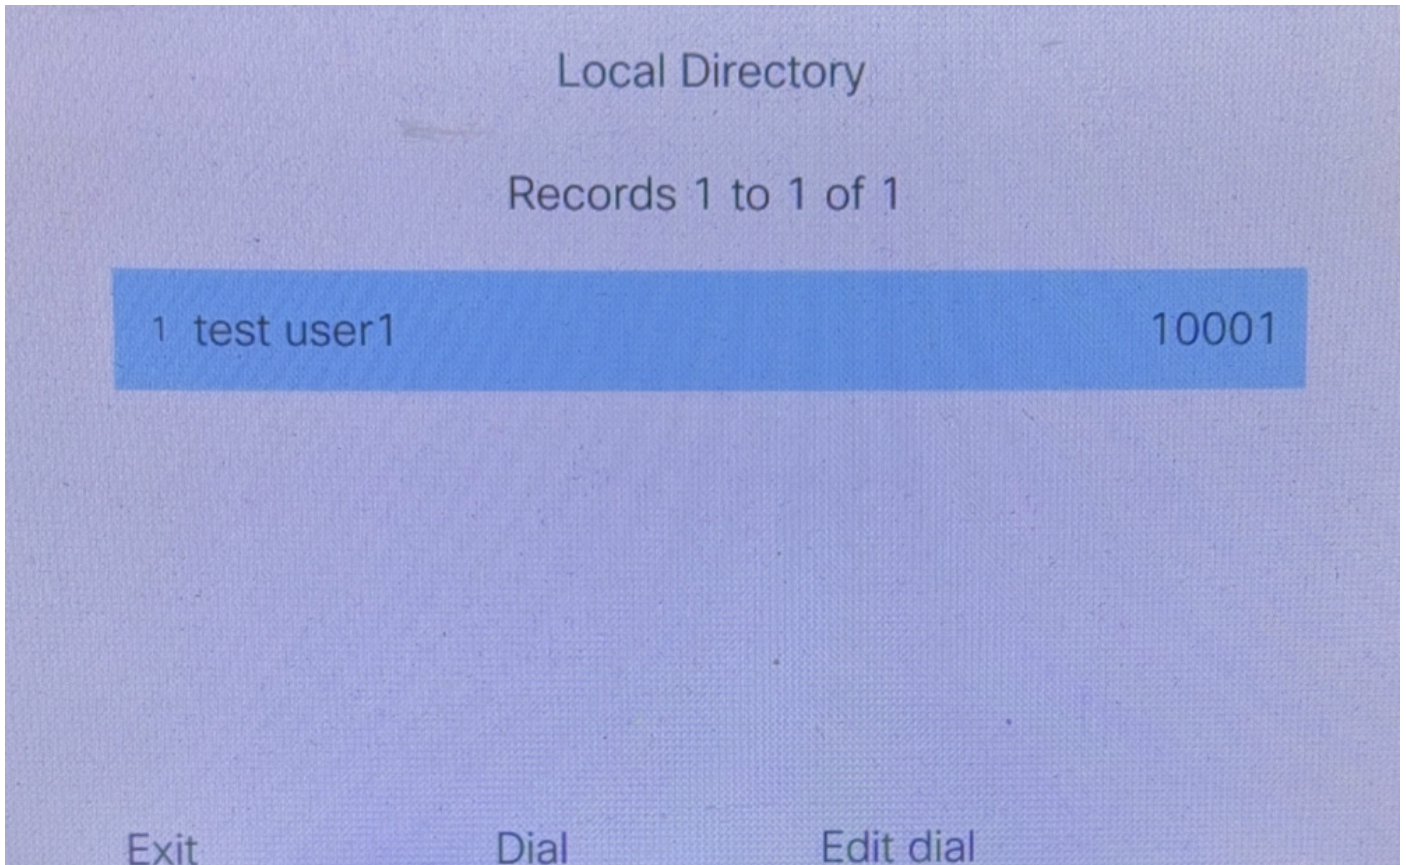 Local Directory
Records 1 to 1 of 1
1 test user1 10001
Exit Dial Edit dial